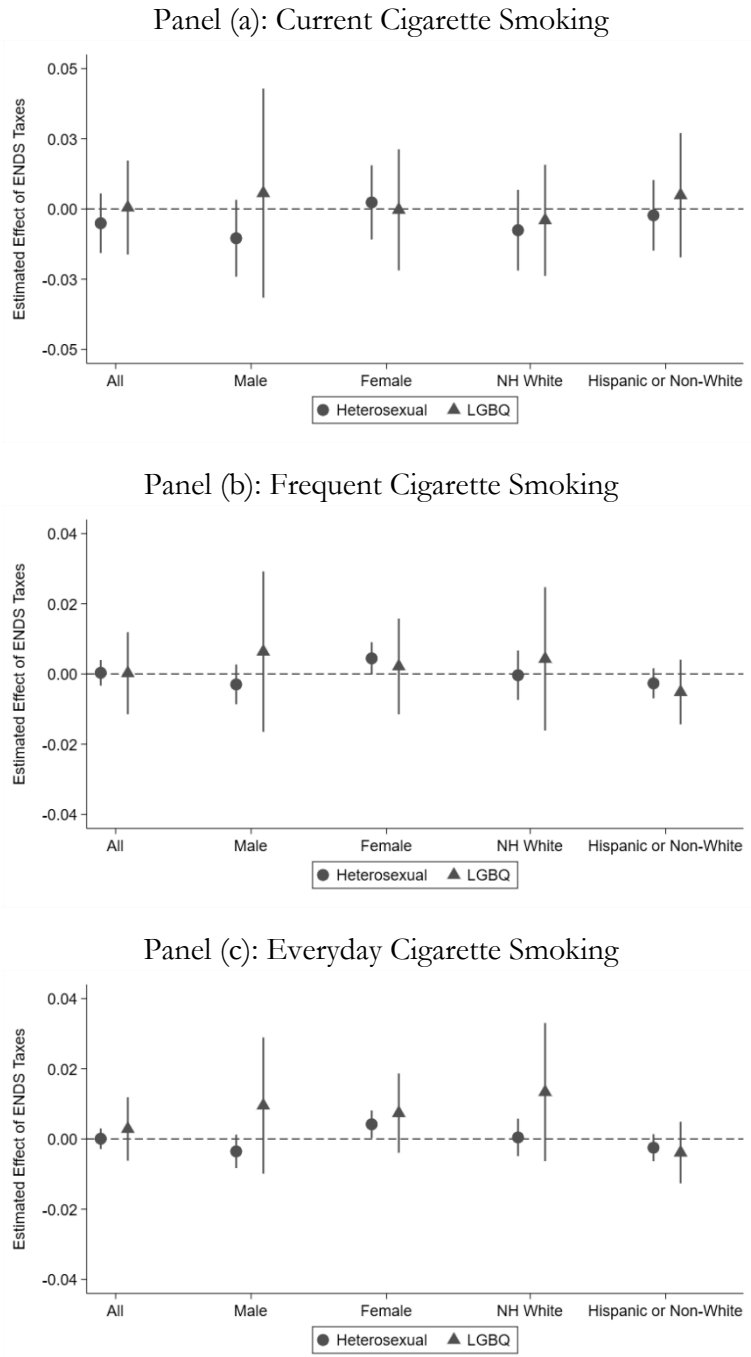 Panel (a): Current Cigarette Smoking
Estimated Effect of ENDS Taxes
0.05
0.03
0.00
-0.03
-0.05
All Male Female NH White Hispanic or Non-White
Heterosexual LGBQ
Panel (b): Frequent Cigarette Smoking
Estimated Effect of ENDS Taxes
0.04
0.02
0.00
-0.02
-0.04
All Male Female NH White Hispanic or Non-White
Heterosexual LGBQ
Panel (c): Everyday Cigarette Smoking
Estimated Effect of ENDS Taxes
0.04
0.02
0.00
-0.02
-0.04
All Male Female NH White Hispanic or Non-White
Heterosexual LGBQ